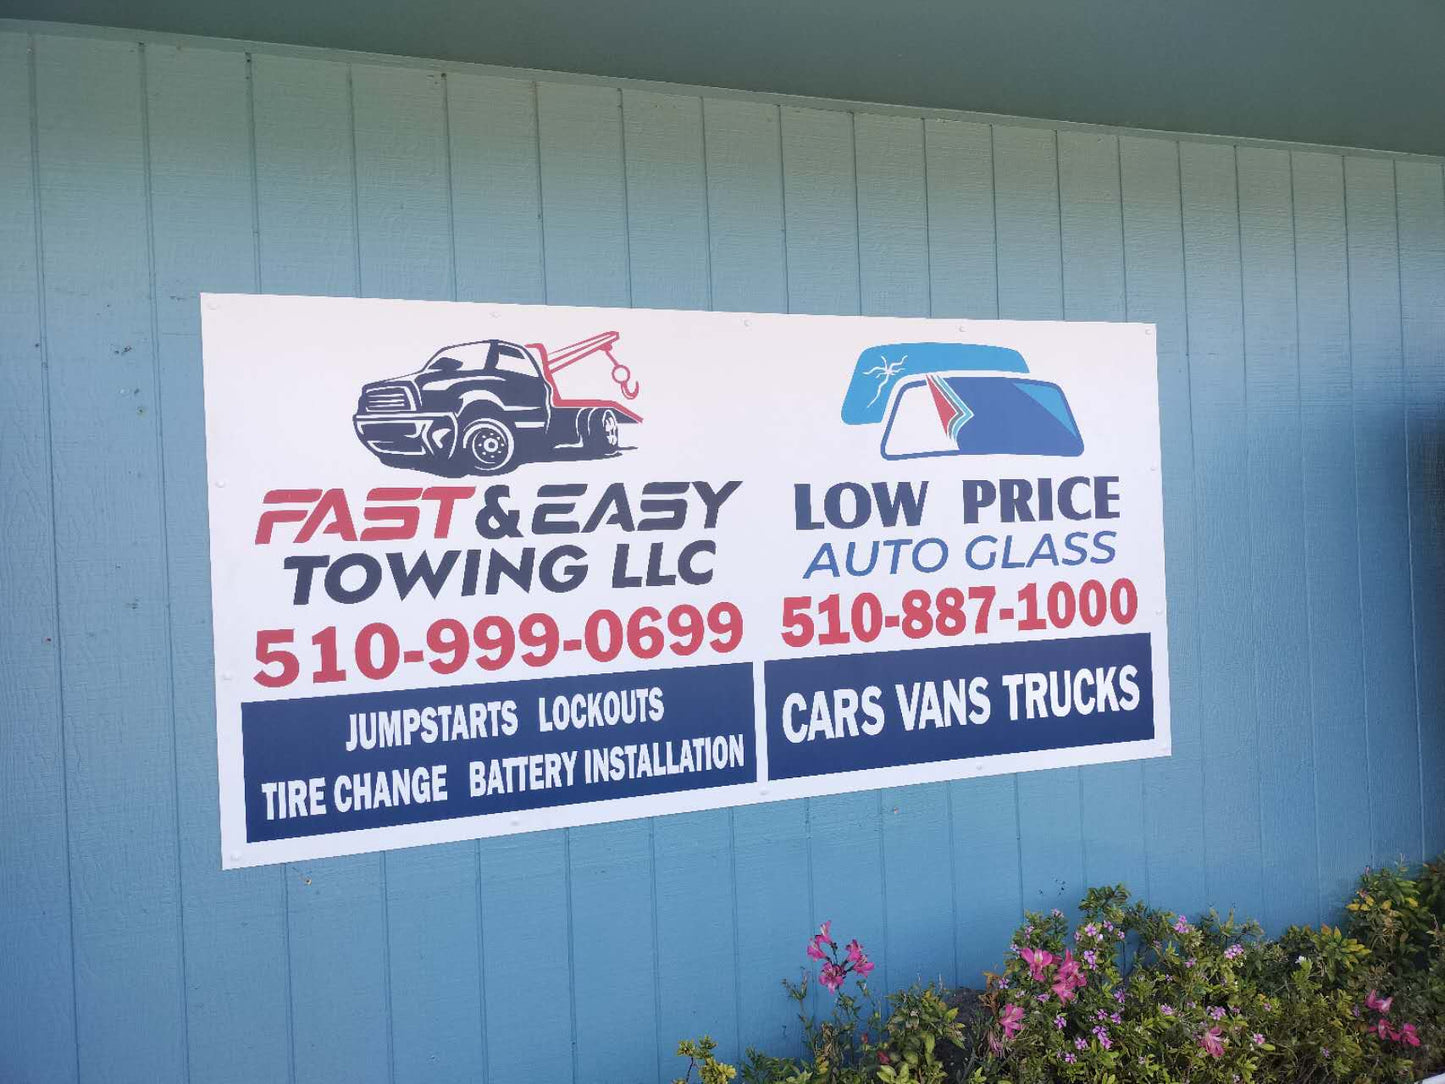 FAST & EASY
TOWING LLC
510-999-0699
JUMPSTARTS LOCKOUTS
TIRE CHANGE BATTERY INSTALLATION
LOW PRICE
AUTO GLASS
510-887-1000
CARS VANS TRUCKS